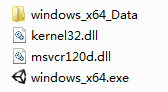 windows_x64_Data
kernel32.dll
msvcr120d.dll
windows_x64.exe